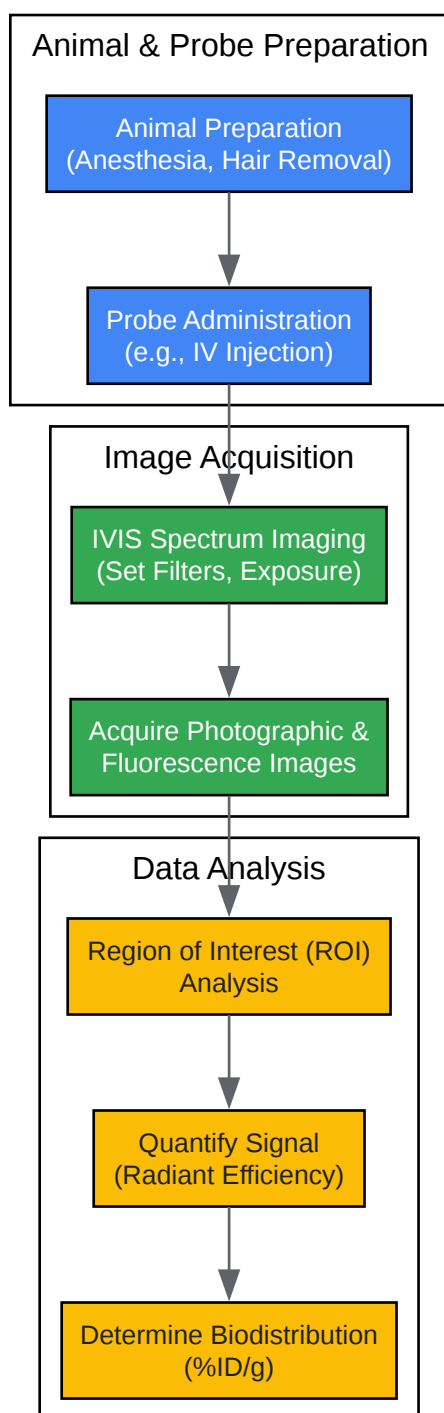 Animal & Probe Preparation
Animal Preparation
(Anesthesia, Hair Removal)
Probe Administration
(e.g., IV Injection)
Image Acquisition
IVIS Spectrum Imaging
(Set Filters, Exposure)
Acquire Photographic &
Fluorescence Images
Data Analysis
Region of Interest (ROI)
Analysis
Quantify Signal
(Radiant Efficiency)
Determine Biodistribution
(%ID/g)